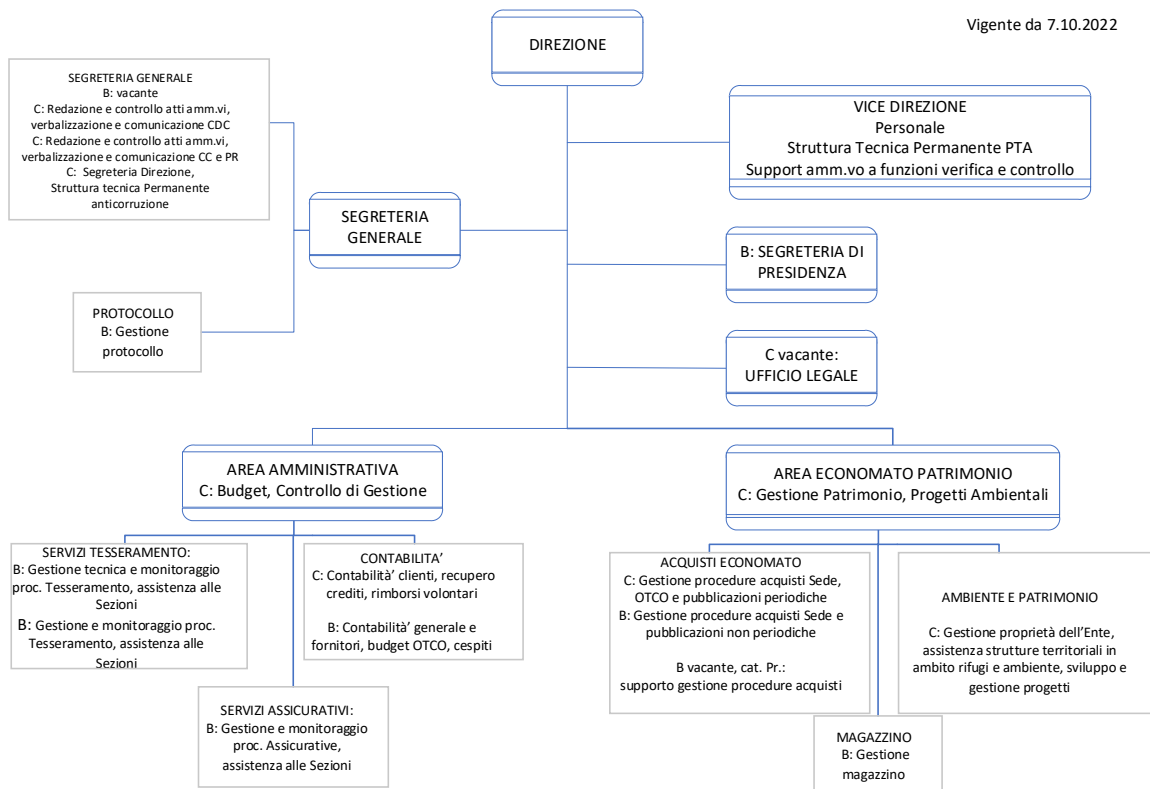 Vigente da 7.10.2022
DIREZIONE
SEGRETERIA GENERALE
B: vacante
C: Redazione e controllo atti amm.vi,
verbalizzazione e comunicazione CDC
C: Redazione e controllo atti amm.vi,
verbalizzazione e comunicazione CC e PR
C: Segreteria Direzione,
Struttura tecnica Permanente
anticorruzione
VICE DIREZIONE
Personale
Struttura Tecnica Permanente PTA
Support amm.vo a funzioni verifica e controllo
SEGRETERIA
GENERALE
B: SEGRETERIA DI
PRESIDENZA
PROTOCOLLO
B: Gestione
protocollo
C vacante:
UFFICIO LEGALE
AREA AMMINISTRATIVA
C: Budget, Controllo di Gestione
AREA ECONOMATO PATRIMONIO
C: Gestione Patrimonio, Progetti Ambientali
SERVIZI TESSERAMENTO:
B: Gestione tecnica e monitoraggio
proc. Tesseramento, assistenza alle
Sezioni
B: Gestione e monitoraggio proc.
Tesseramento, assistenza alle
Sezioni
CONTABILITA’
C: Contabilità’ clienti, recupero
crediti, rimborsi volontari
B: Contabilità’ generale e
fornitori, budget OTCO, cespiti
SERVIZI ASSICURATIVI:
B: Gestione e monitoraggio
proc. Assicurative,
assistenza alle Sezioni
ACQUISTI ECONOMATO
C: Gestione procedure acquisti Sede,
OTCO e pubblicazioni periodiche
B: Gestione procedure acquisti Sede e
pubblicazioni non periodiche
B vacante, cat. Pr.:
supporto gestione procedure acquisti
AMBIENTE E PATRIMONIO
C: Gestione proprietà dell’Ente,
assistenza strutture territoriali in
ambito rifugi e ambiente, sviluppo e
gestione progetti
MAGAZZINO
B: Gestione
magazzino